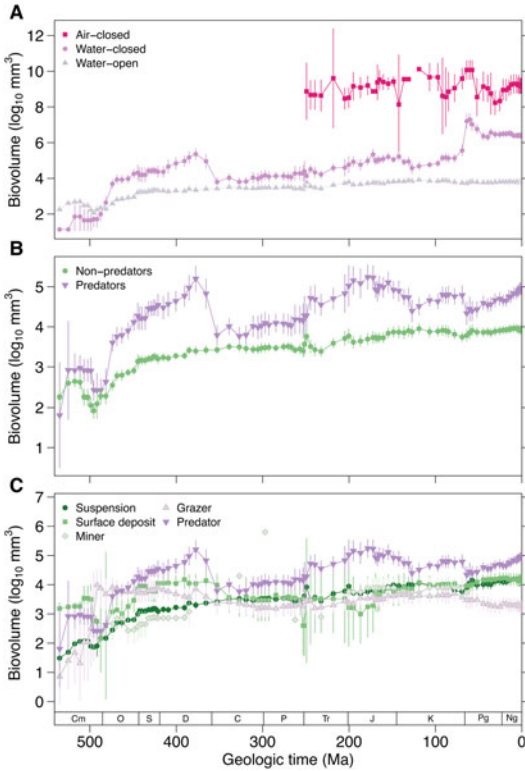 A
Air-closed
Water-closed
Water-open
Biovolume (log10 mm3)
12
10
8
6
4
2
B
Non-predators
Predators
Biovolume (log10 mm3)
5
4
3
2
1
C
Suspension
Surface deposit
Miner
Grazer
Predator
Biovolume (log10 mm3)
7
6
5
4
3
2
1
0
Cm O S D C P Tr J K Pg Ng
500 400 300 200 100 0
Geologic time (Ma)